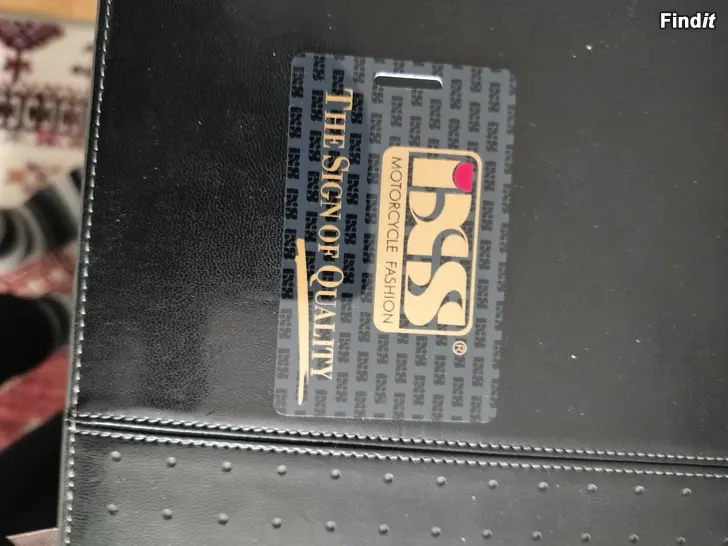 Findit
iXS®
MOTORCYCLE FASHION
THE SIGN OF QUALITY